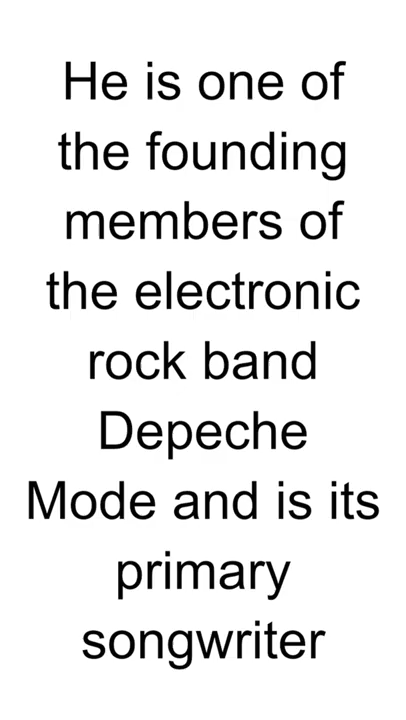 He is one of
the founding
members of
the electronic
rock band
Depeche
Mode and is its
primary
songwriter